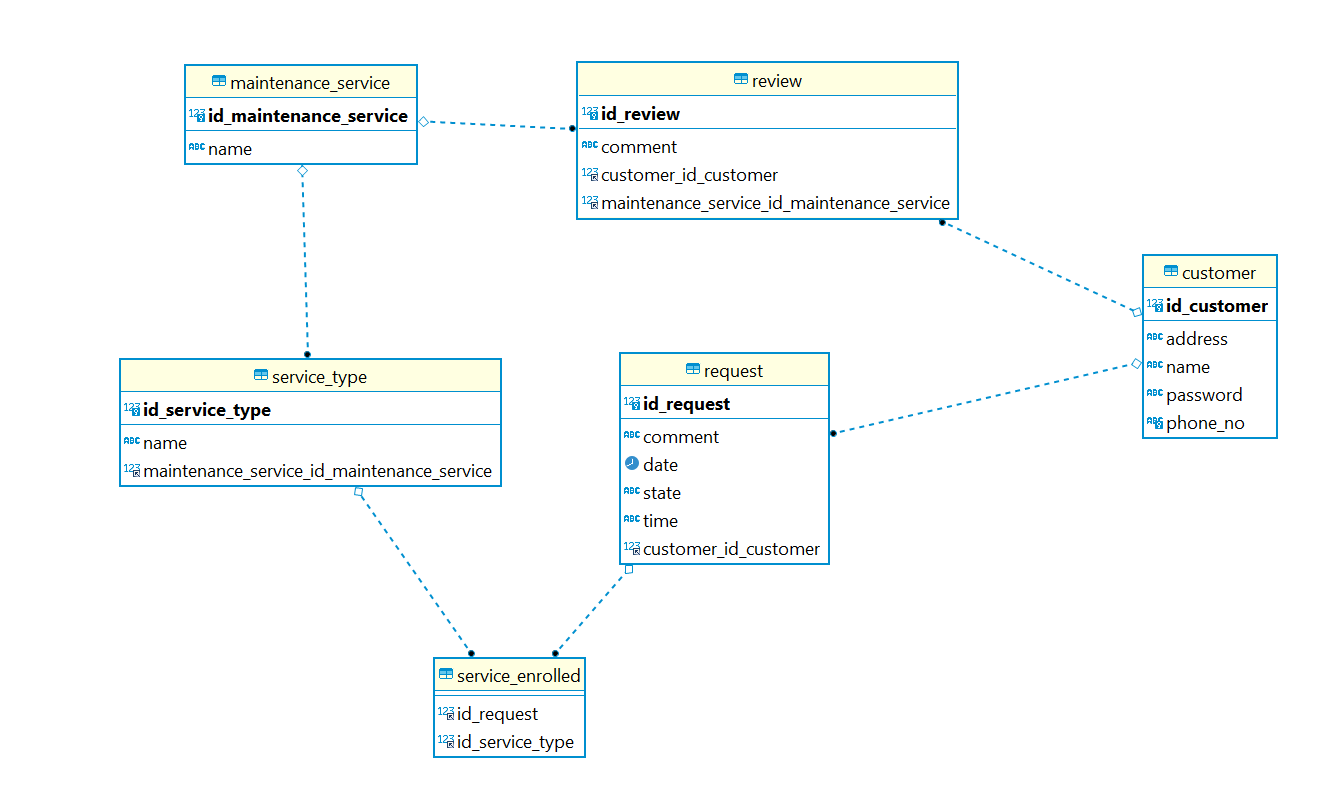 maintenance_service
id_maintenance_service
ABC name
review
123 id_review
ABC comment
123 customer_id_customer
123 maintenance_service_id_maintenance_service
customer
123 id_customer
ABC address
ABC name
ABC password
ABC phone_no
service_type
123 id_service_type
ABC name
123 maintenance_service_id_maintenance_service
request
123 id_request
ABC comment
date
ABC state
ABC time
123 customer_id_customer
service_enrolled
123 id_request
123 id_service_type